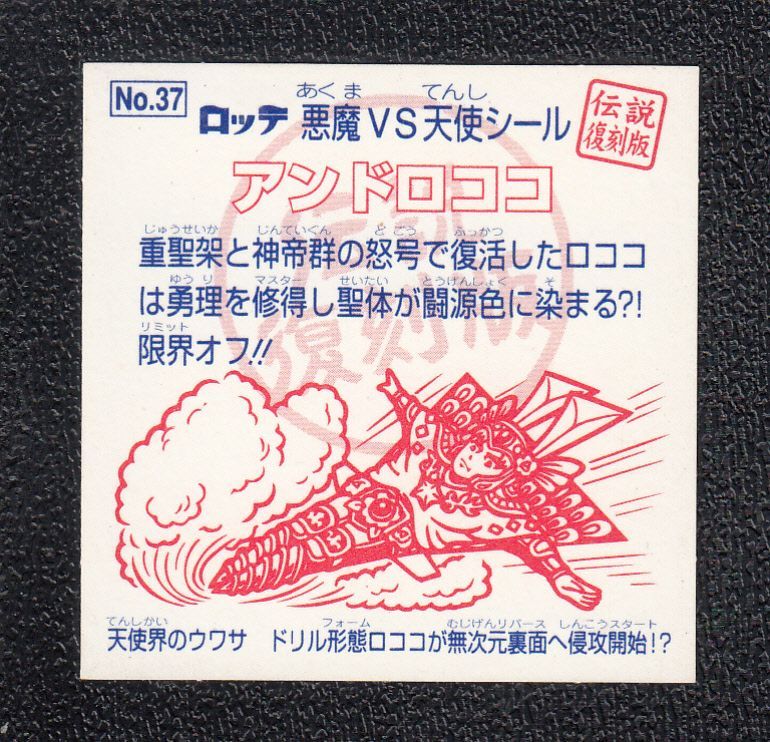 No.37
あくま てんし
ロッテ 悪魔VS天使シール
伝説
復刻版
アンドロココ
じゅうせいか じんていぐん どごう ふっかつ
重聖架と神帝群の怒号で復活したロココ
ゆうり マスター せいたい とうげんしょく そ
は勇理を修得し聖体が闘源色に染まる?!
リミット
限界オフ!!
てんしかい フォーム むじげんリバース しんこうスタート
天使界のウワサ ドリル形態ロココが無次元裏面へ侵攻開始!?
伝説
復刻版